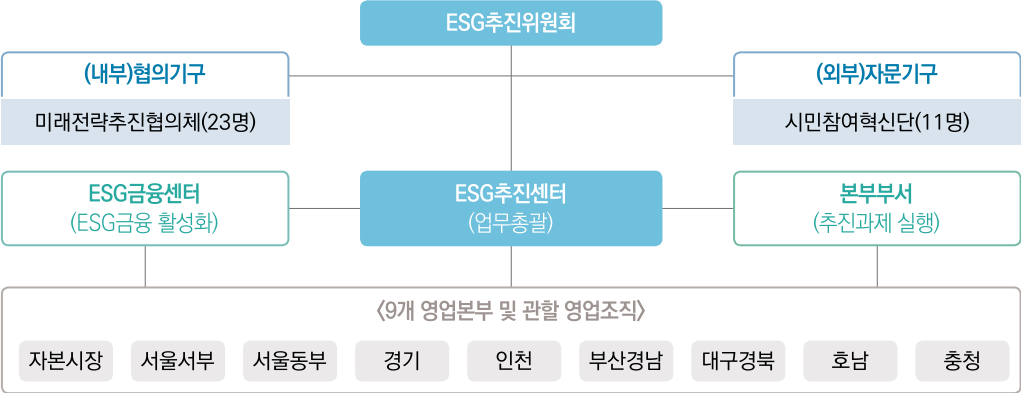 ESG추진위원회
(내부)협의기구
미래전략추진협의체(23명)
(외부)자문기구
시민참여혁신단(11명)
ESG금융센터
(ESG금융 활성화)
ESG추진센터
(업무총괄)
본부부서
(추진과제 실행)
〈9개 영업본부 및 관할 영업조직〉
자본시장
서울서부
서울동부
경기
인천
부산경남
대구경북
호남
충청